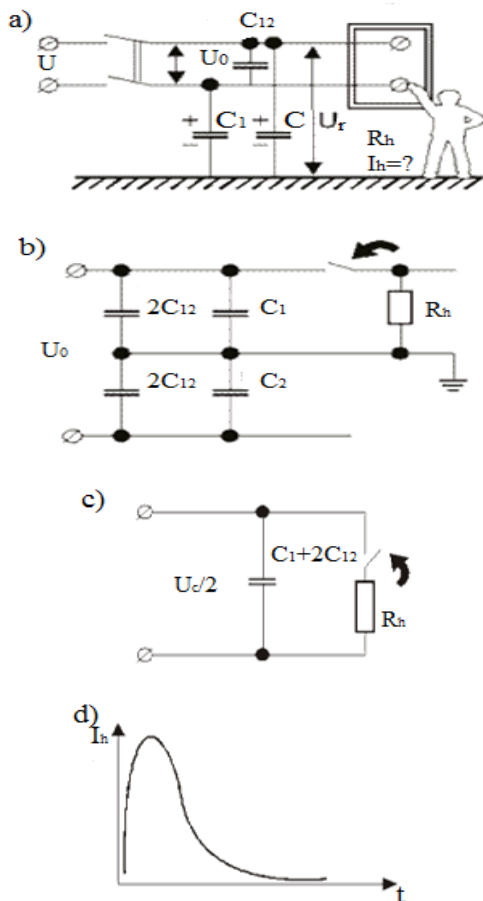 a)
C12
U
U0
+ C1 + C Ur
− −
Rh
Ih=?
b)
2C12 C1 Rh
U0
2C12 C2
c)
C1+2C12
Uc/2
Rh
d)
Ih
t